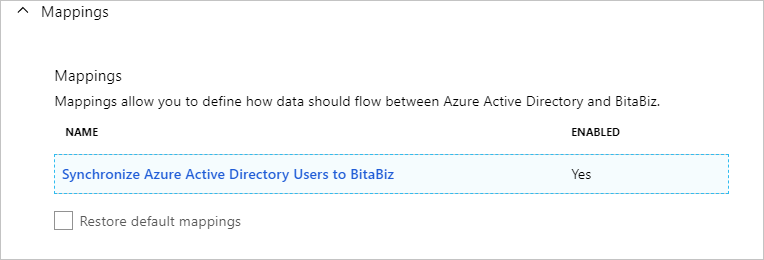 Mappings
Mappings
Mappings allow you to define how data should flow between Azure Active Directory and BitaBiz.
NAME ENABLED
Synchronize Azure Active Directory Users to BitaBiz Yes
Restore default mappings